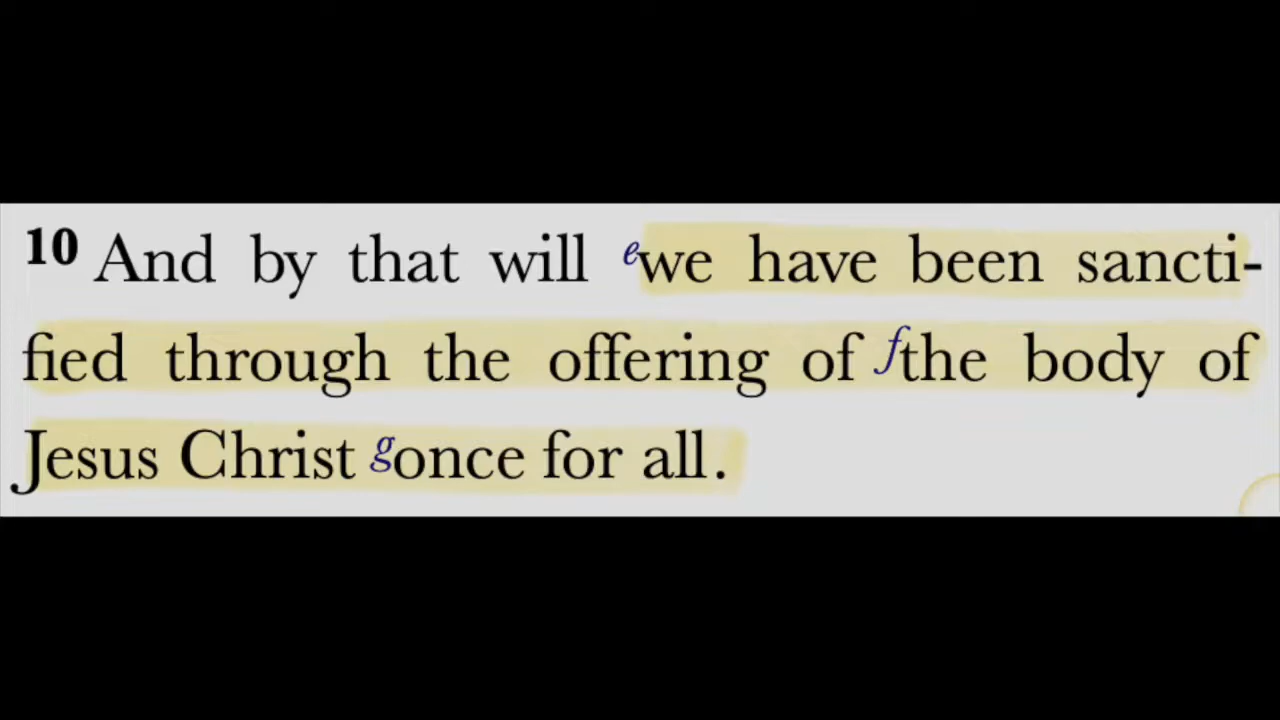 10 And by that will ewe have been sancti-
fied through the offering of fthe body of
Jesus Christ gonce for all.